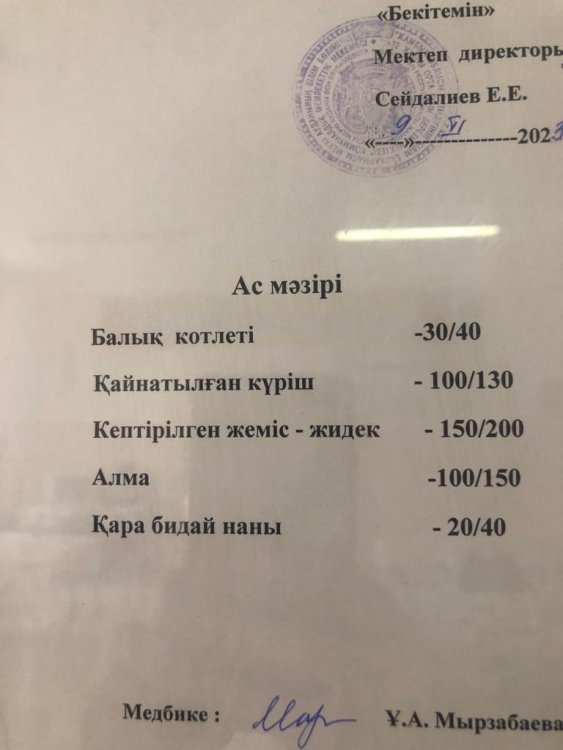 «Бекітемін»
Мектеп директоры
Сейдалиев Е.Е.
«--9--» VI -------------2023
Ас мәзірі
Балық котлеті -30/40
Қайнатылған күріш - 100/130
Кептірілген жеміс - жидек - 150/200
Алма -100/150
Қара бидай наны - 20/40
Медбике : Ұ.А. Мырзабаева